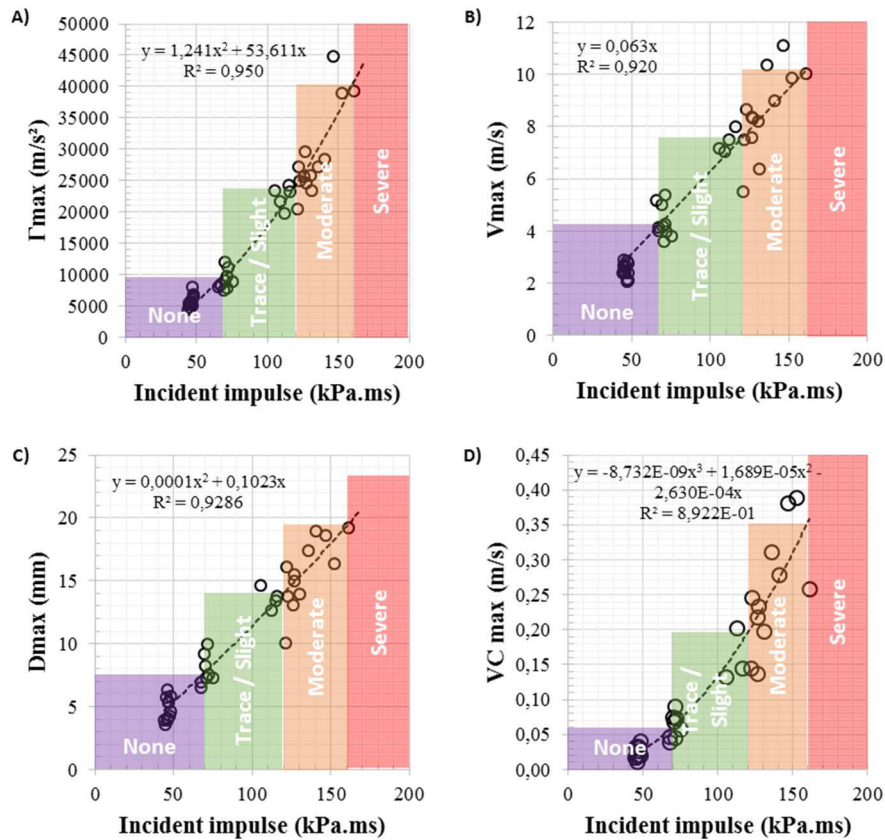 A)
y = 1,241x² + 53,611x
R² = 0,950
50000
45000
40000
35000
30000
25000
20000
15000
10000
5000
0
Γmax (m/s²)
None
Trace / Slight
Moderate
Severe
0 50 100 150 200
Incident impulse (kPa.ms)
B)
y = 0,063x
R² = 0,920
12
10
8
6
4
2
0
Vmax (m/s)
None
Trace / Slight
Moderate
Severe
0 50 100 150 200
Incident impulse (kPa.ms)
C)
y = 0,0001x² + 0,1023x
R² = 0,9286
25
20
15
10
5
0
Dmax (mm)
None
Trace / Slight
Moderate
Severe
0 50 100 150 200
Incident impulse (kPa.ms)
D)
y = -8,732E-09x³ + 1,689E-05x² -
2,630E-04x
R² = 8,922E-01
0,45
0,40
0,35
0,30
0,25
0,20
0,15
0,10
0,05
0,00
VC max (m/s)
None
Trace /
Slight
Moderate
Severe
0 50 100 150 200
Incident impulse (kPa.ms)